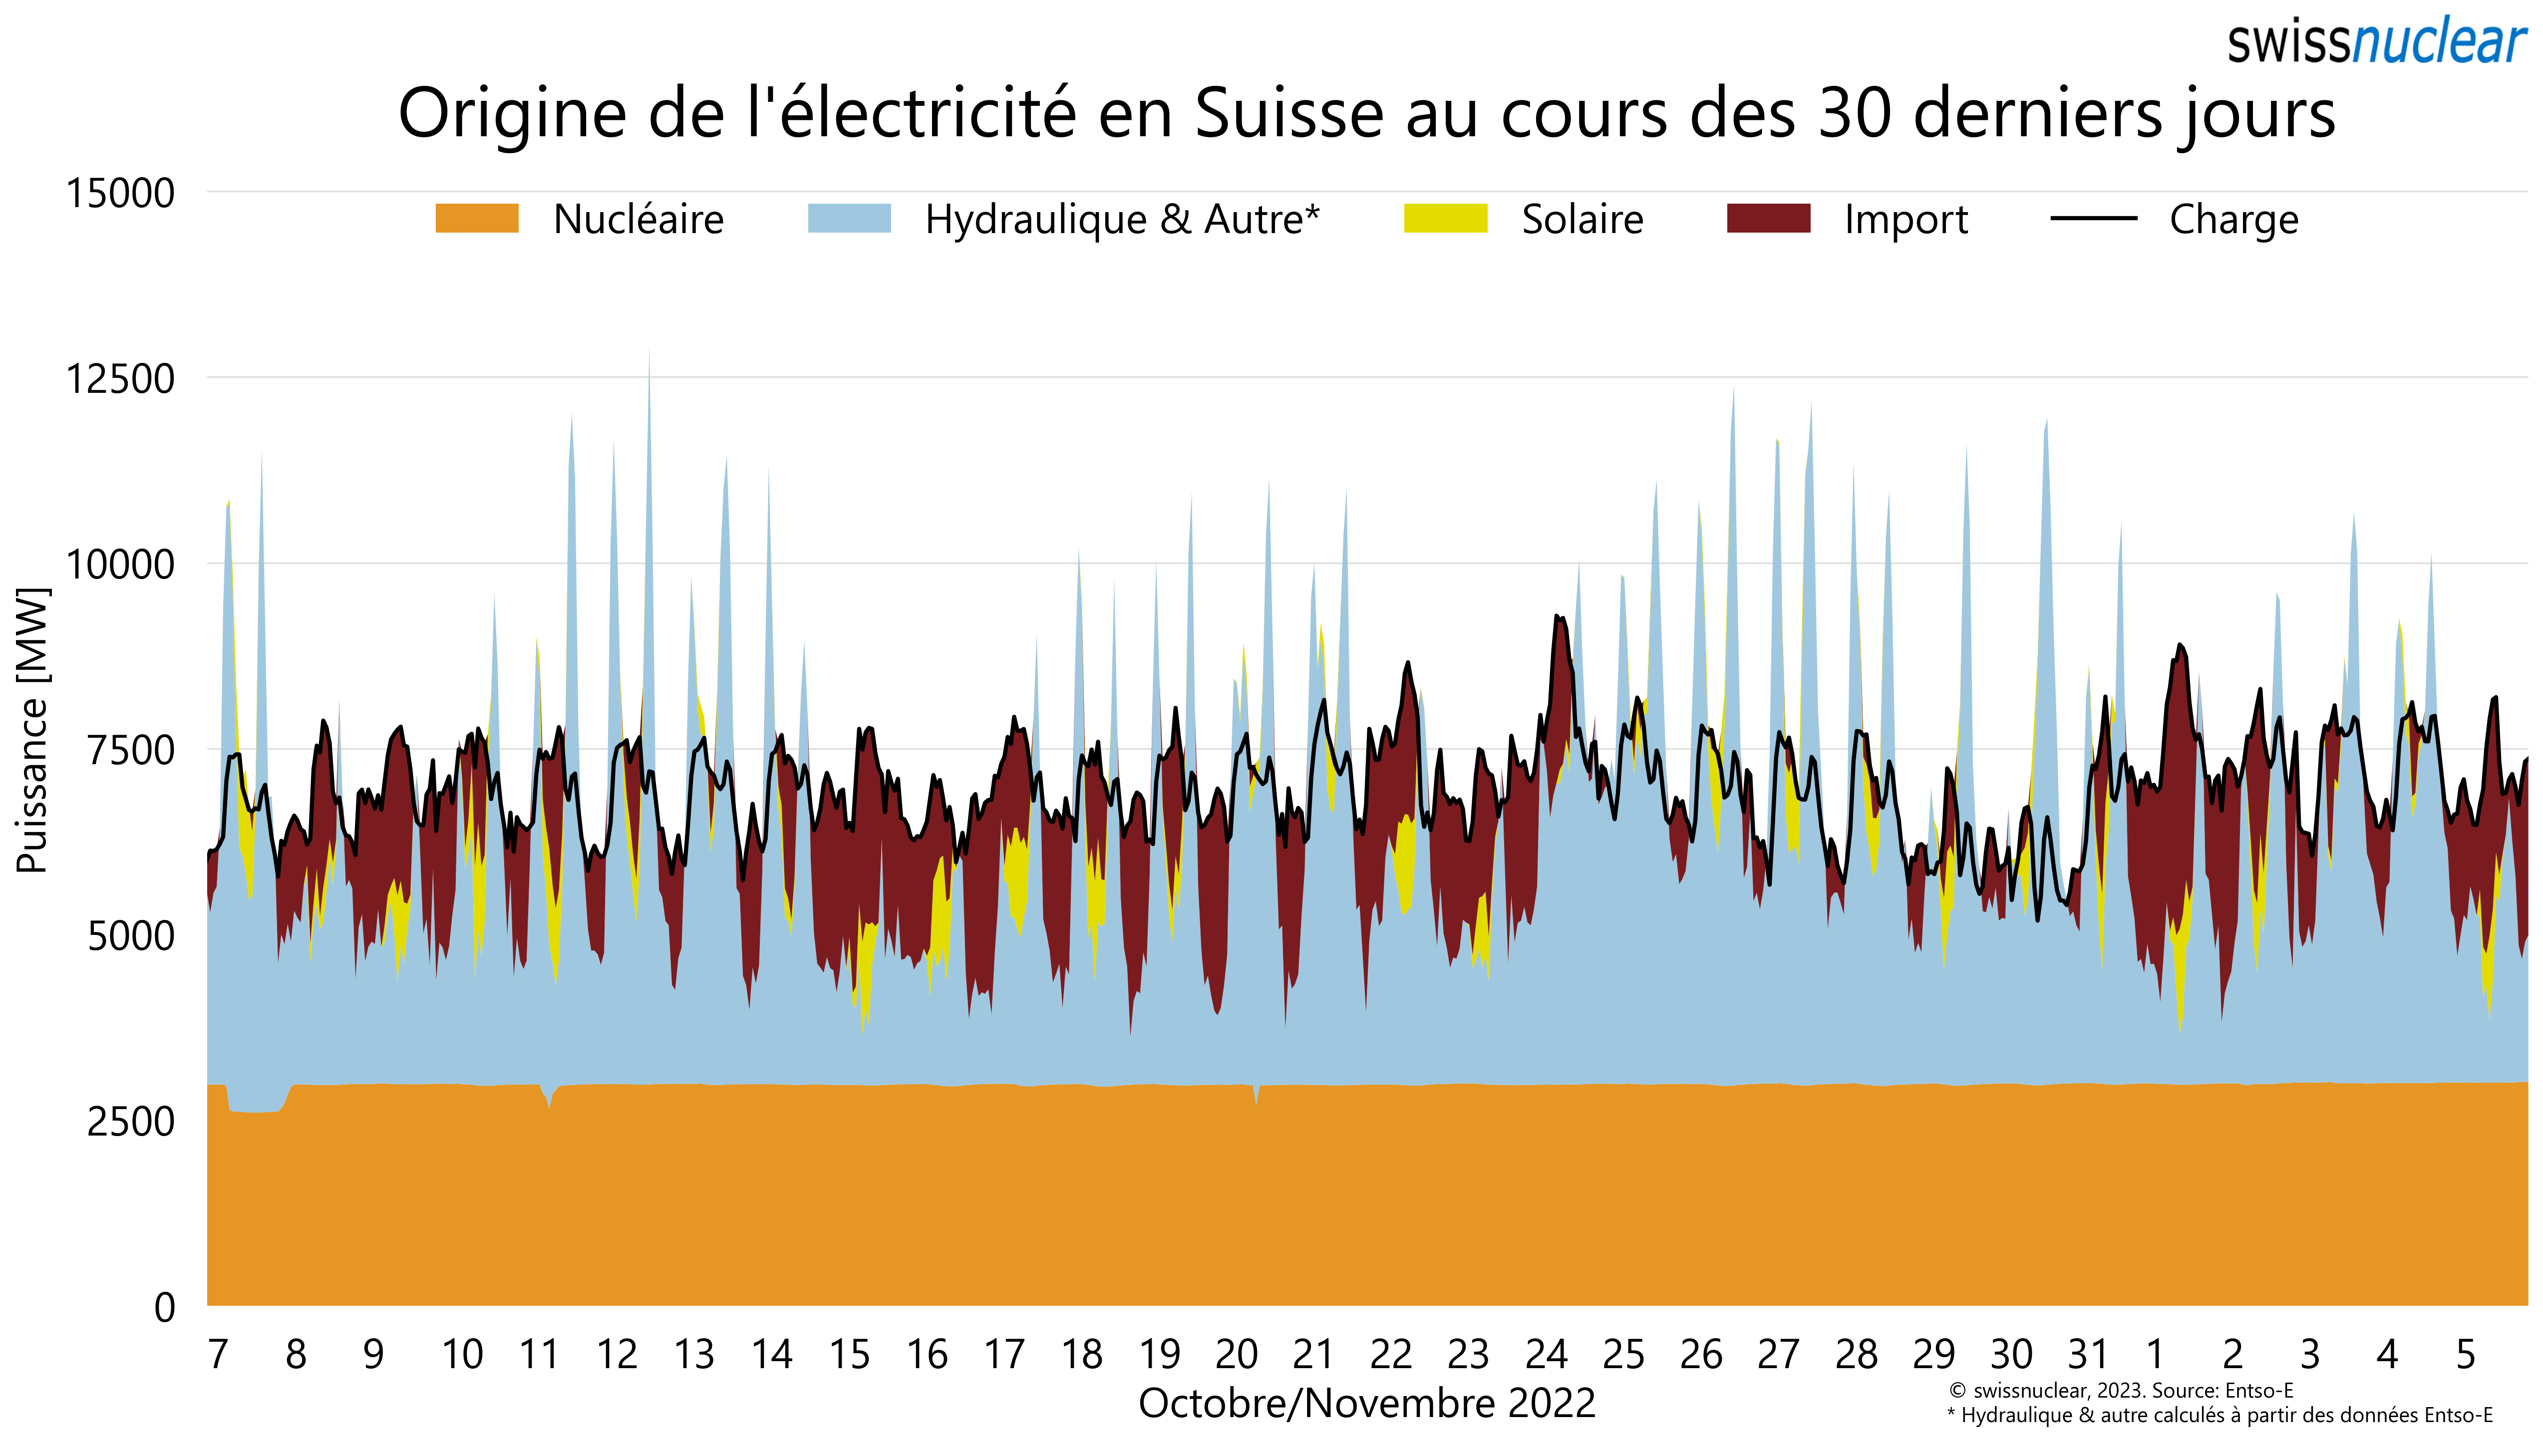 swissnuclear
Origine de l'électricité en Suisse au cours des 30 derniers jours
15000
Nucléaire Hydraulique & Autre* Solaire Import Charge
12500
10000
7500
5000
2500
0
Puissance [MW]
7 8 9 10 11 12 13 14 15 16 17 18 19 20 21 22 23 24 25 26 27 28 29 30 31 1 2 3 4 5
Octobre/Novembre 2022
© swissnuclear, 2023. Source: Entso-E
* Hydraulique & autre calculés à partir des données Entso-E